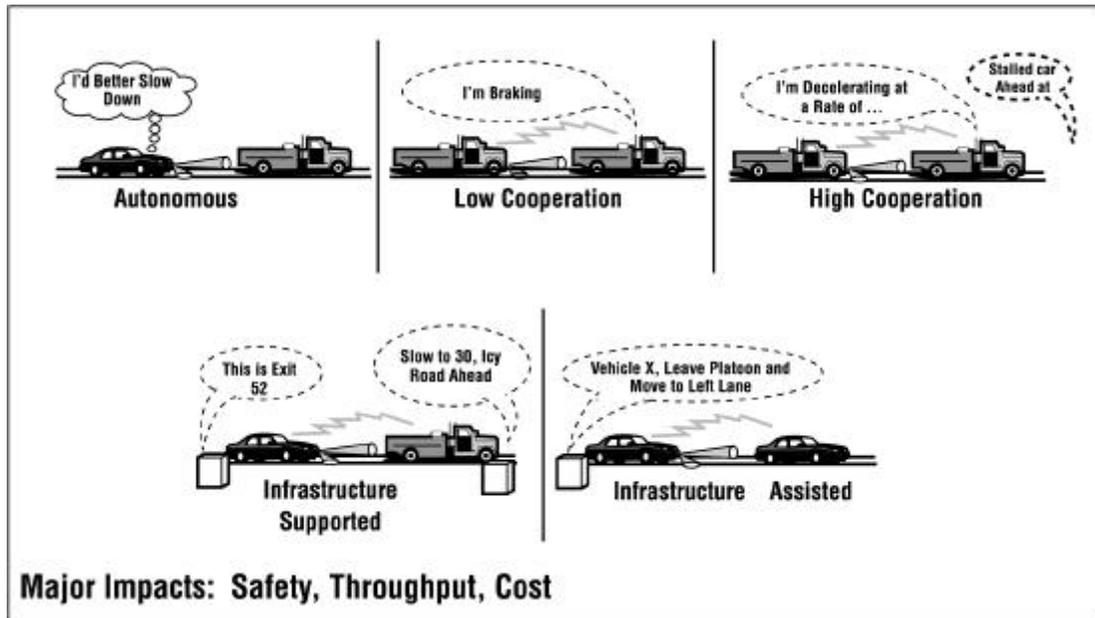 I'd Better Slow
Down
Autonomous
I'm Braking
Low Cooperation
I'm Decelerating at
a Rate of ...
Stalled car
Ahead at
High Cooperation
This is Exit
52
Slow to 30, Icy
Road Ahead
Infrastructure
Supported
Vehicle X, Leave Platoon and
Move to Left Lane
Infrastructure Assisted
Major Impacts: Safety, Throughput, Cost